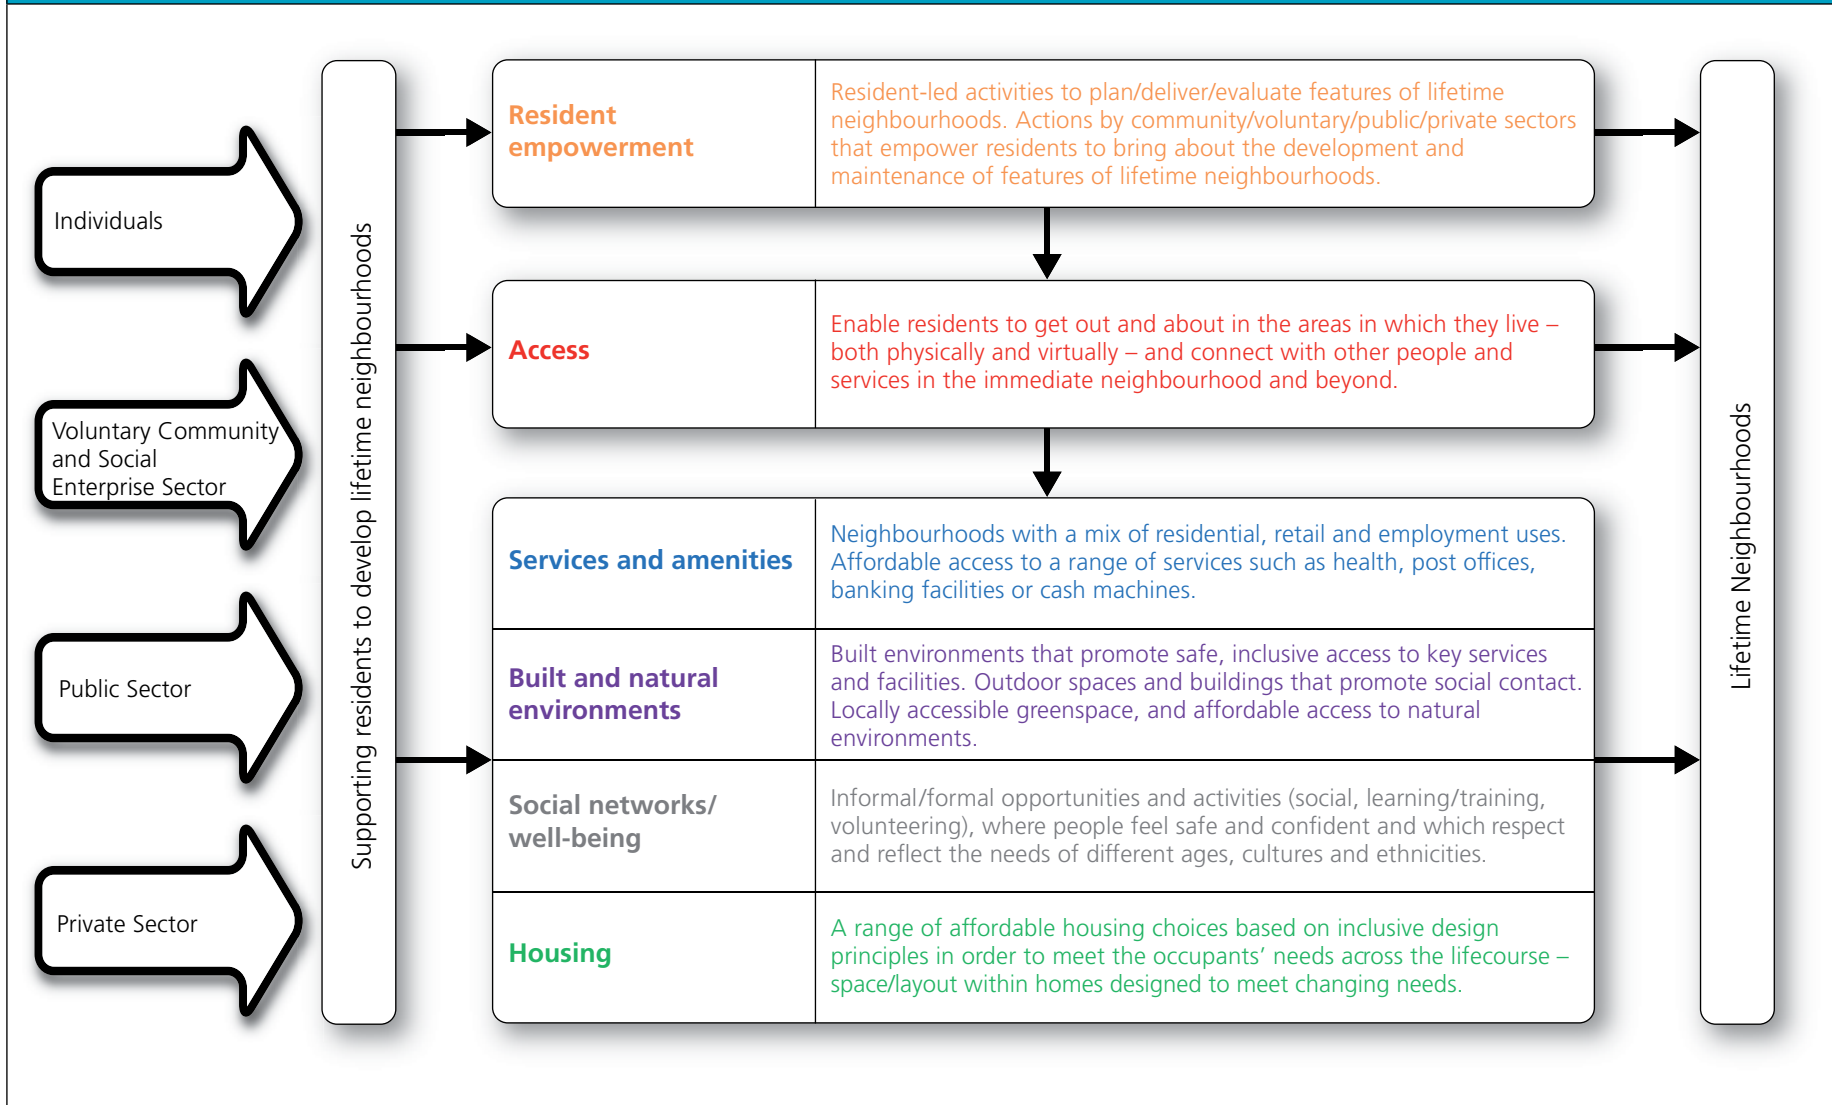 Individuals
Voluntary Community
and Social
Enterprise Sector
Public Sector
Private Sector
Supporting residents to develop lifetime neighbourhoods
Resident
empowerment
Resident-led activities to plan/deliver/evaluate features of lifetime
neighbourhoods. Actions by community/voluntary/public/private sectors
that empower residents to bring about the development and
maintenance of features of lifetime neighbourhoods.
Access
Enable residents to get out and about in the areas in which they live –
both physically and virtually – and connect with other people and
services in the immediate neighbourhood and beyond.
Services and amenities
Neighbourhoods with a mix of residential, retail and employment uses.
Affordable access to a range of services such as health, post offices,
banking facilities or cash machines.
Built and natural
environments
Built environments that promote safe, inclusive access to key services
and facilities. Outdoor spaces and buildings that promote social contact.
Locally accessible greenspace, and affordable access to natural
environments.
Social networks/
well-being
Informal/formal opportunities and activities (social, learning/training,
volunteering), where people feel safe and confident and which respect
and reflect the needs of different ages, cultures and ethnicities.
Housing
A range of affordable housing choices based on inclusive design
principles in order to meet the occupants’ needs across the lifecourse –
space/layout within homes designed to meet changing needs.
Lifetime Neighbourhoods